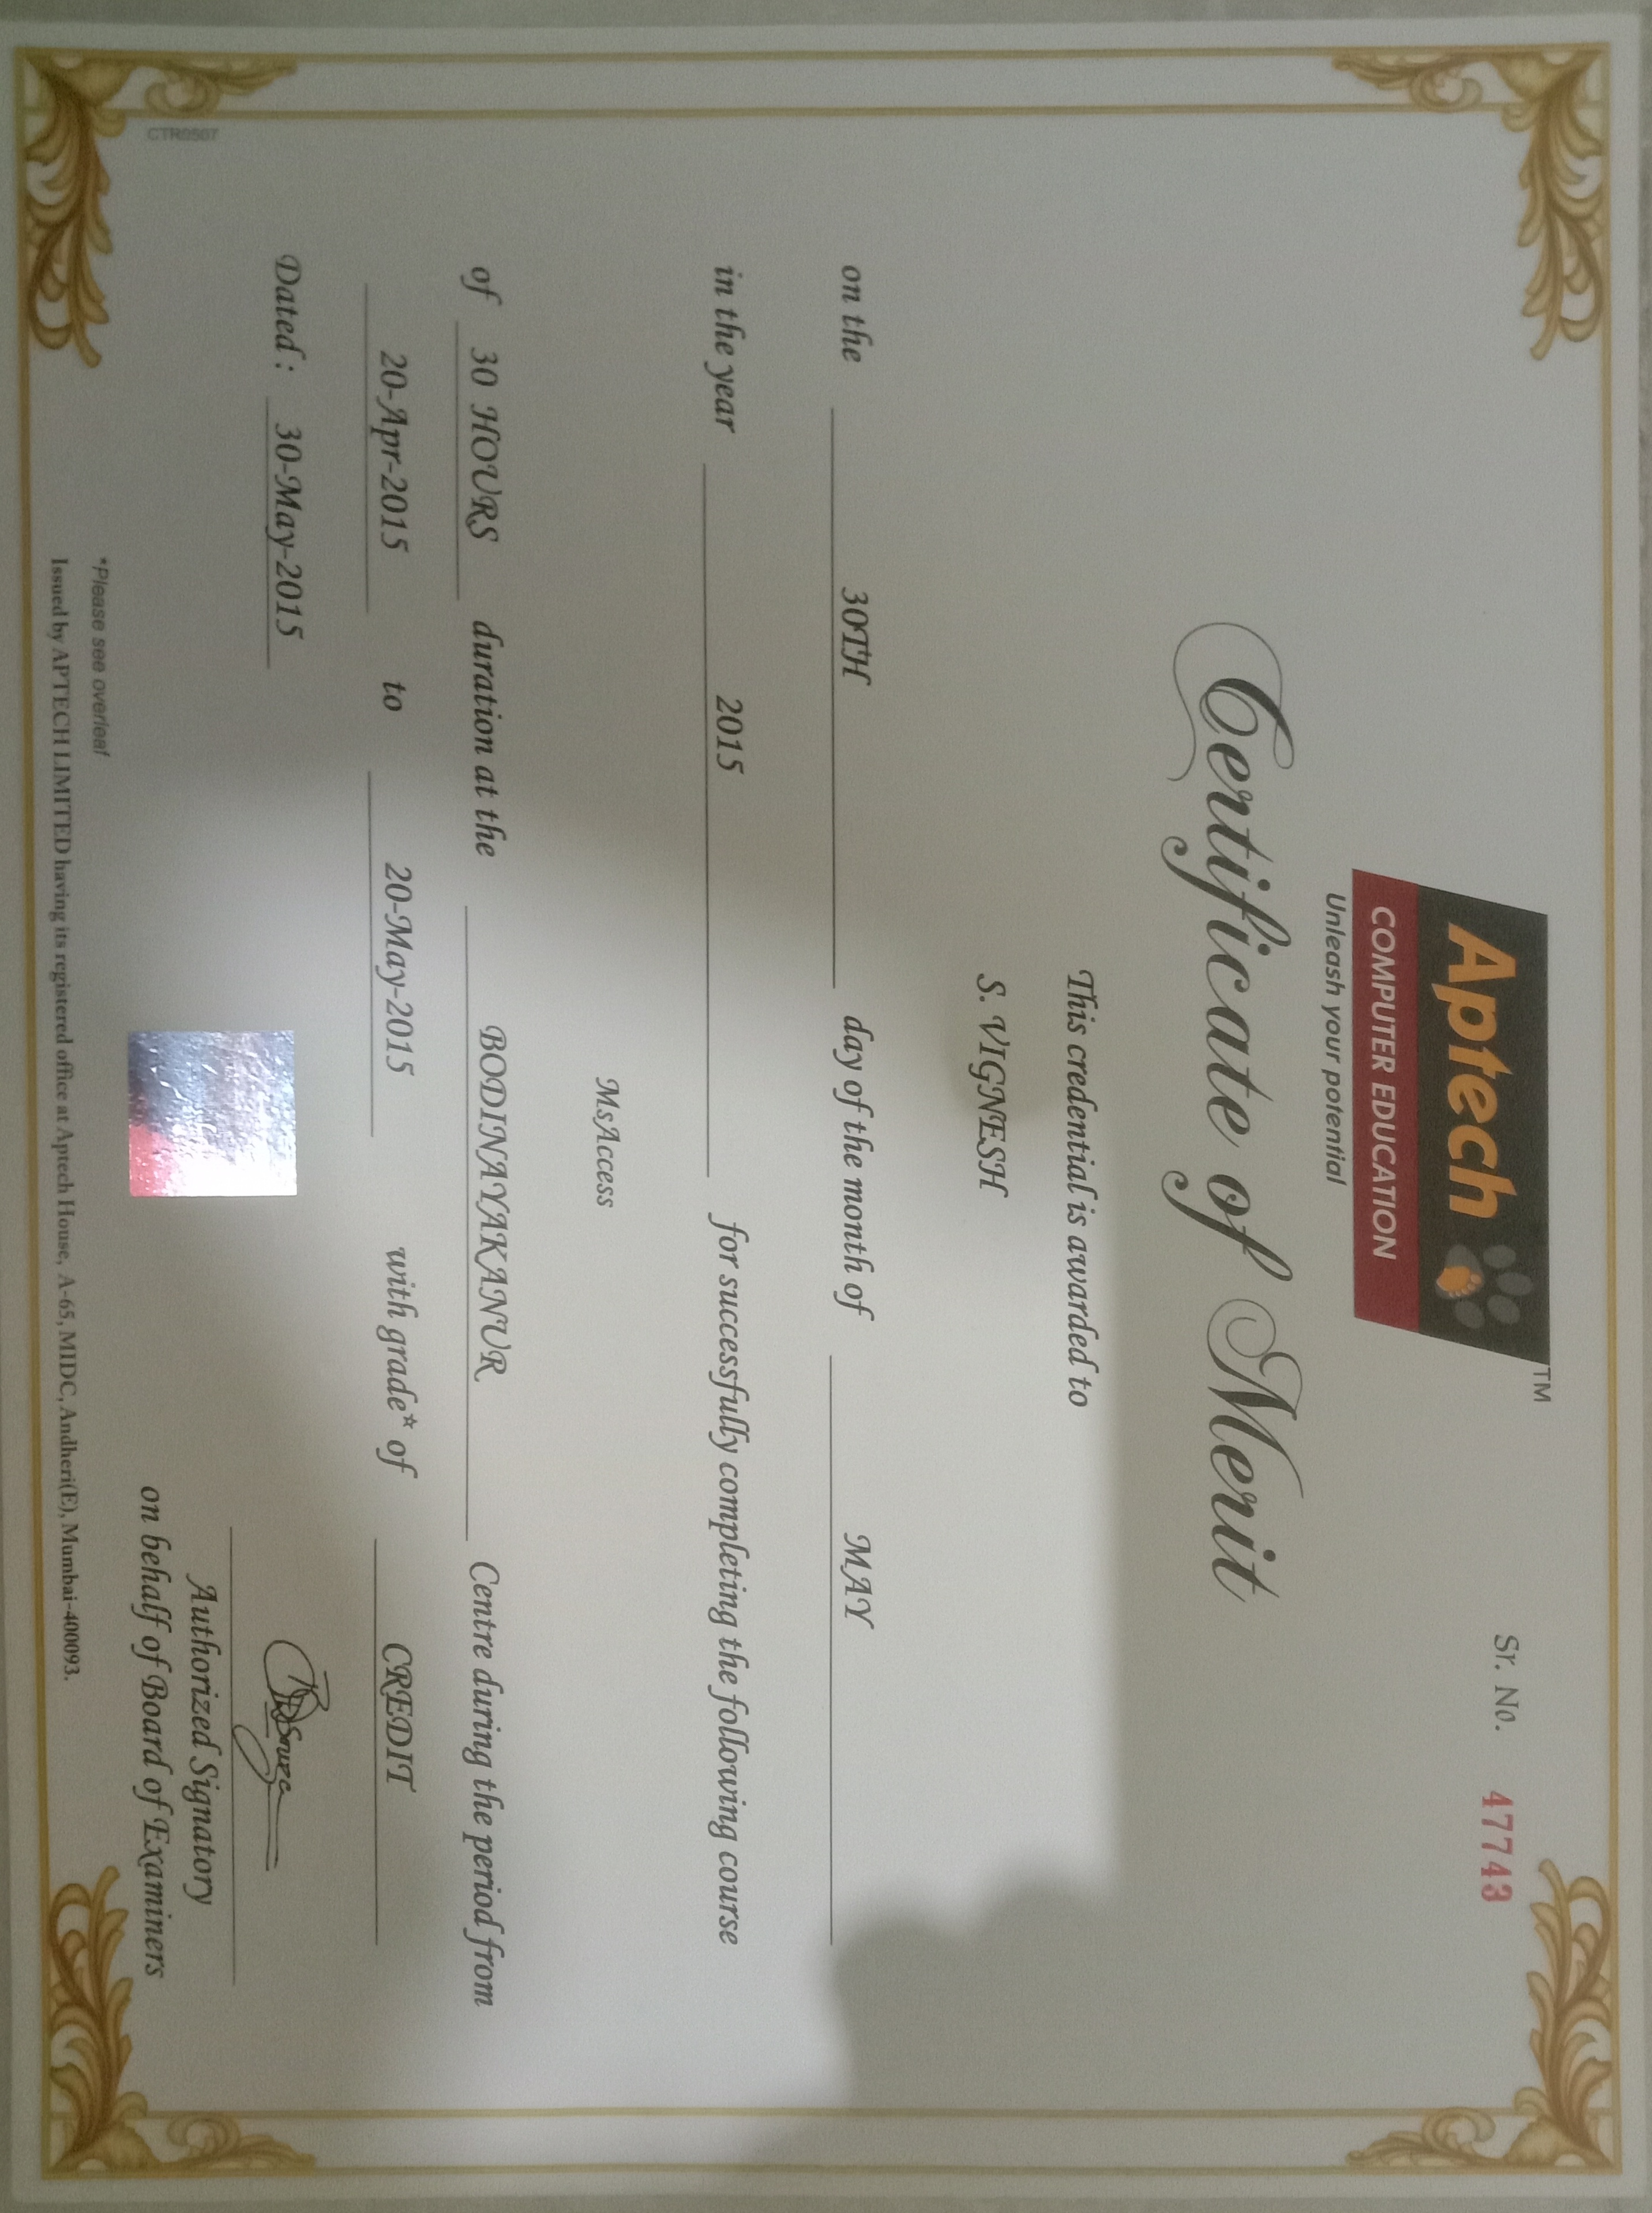 Aptech TM
COMPUTER EDUCATION
Unleash your potential
Sr. No. 47743
Certificate of Merit
This credential is awarded to
S. VIGNESH
on the 30TH day of the month of MAY
in the year 2015 for successfully completing the following course
MsAccess
of 30 HOURS duration at the BODINAYAKANUR Centre during the period from
20-Apr-2015 to 20-May-2015 with grade* of CREDIT
Dated : 30-May-2015
Authorized Signatory
on behalf of Board of Examiners
*Please see overleaf
Issued by APTECH LIMITED having its registered office at Aptech House, A-65, MIDC, Andheri(E), Mumbai-400093.